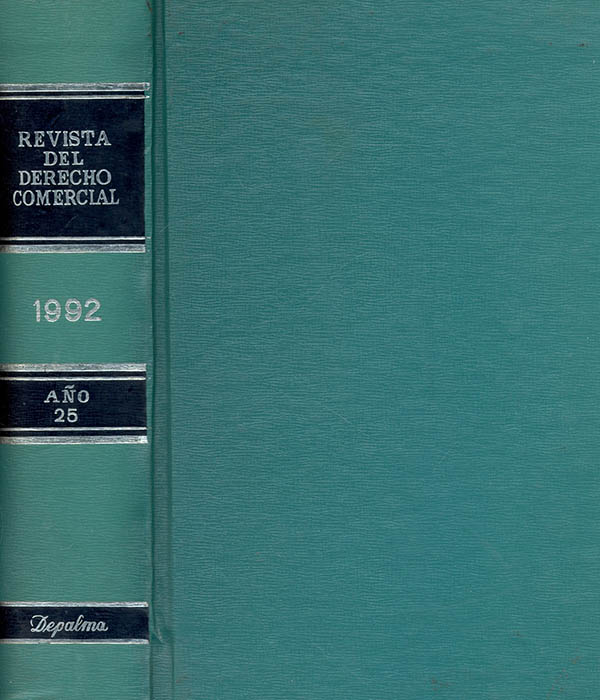 REVISTA
DEL
DERECHO
COMERCIAL
1992
AÑO
25
Depalma